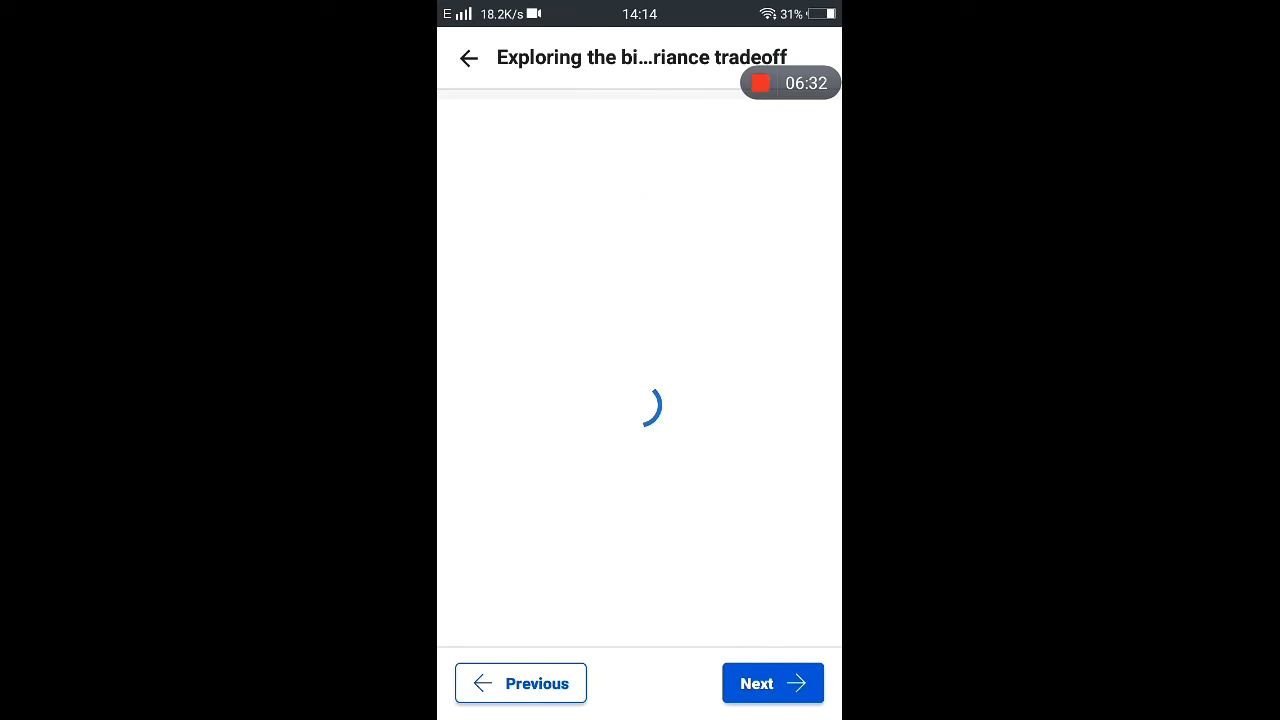 E 18.2K/s 14:14 31%
Exploring the bi...riance tradeoff
06:32
Previous Next